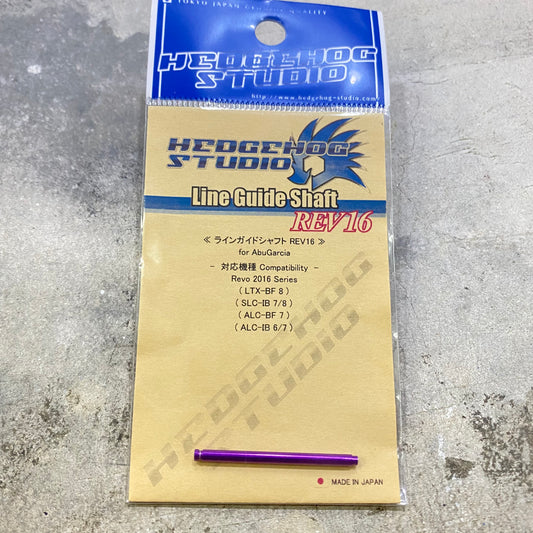 TOKYO JAPAN GENUINE QUALITY
HEDGEHOG
STUDIO
http://www.hedgehog-studio.com/
HEDGEHOG
STUDIO
Line Guide Shaft
REV16
≪ ラインガイドシャフト REV16 ≫
for AbuGarcia
- 対応機種 Compatibility -
Revo 2016 Series
( LTX-BF 8 )
( SLC-IB 7/8 )
( ALC-BF 7 )
( ALC-IB 6/7 )
HEDGEHOG
STUDIO
MADE IN JAPAN